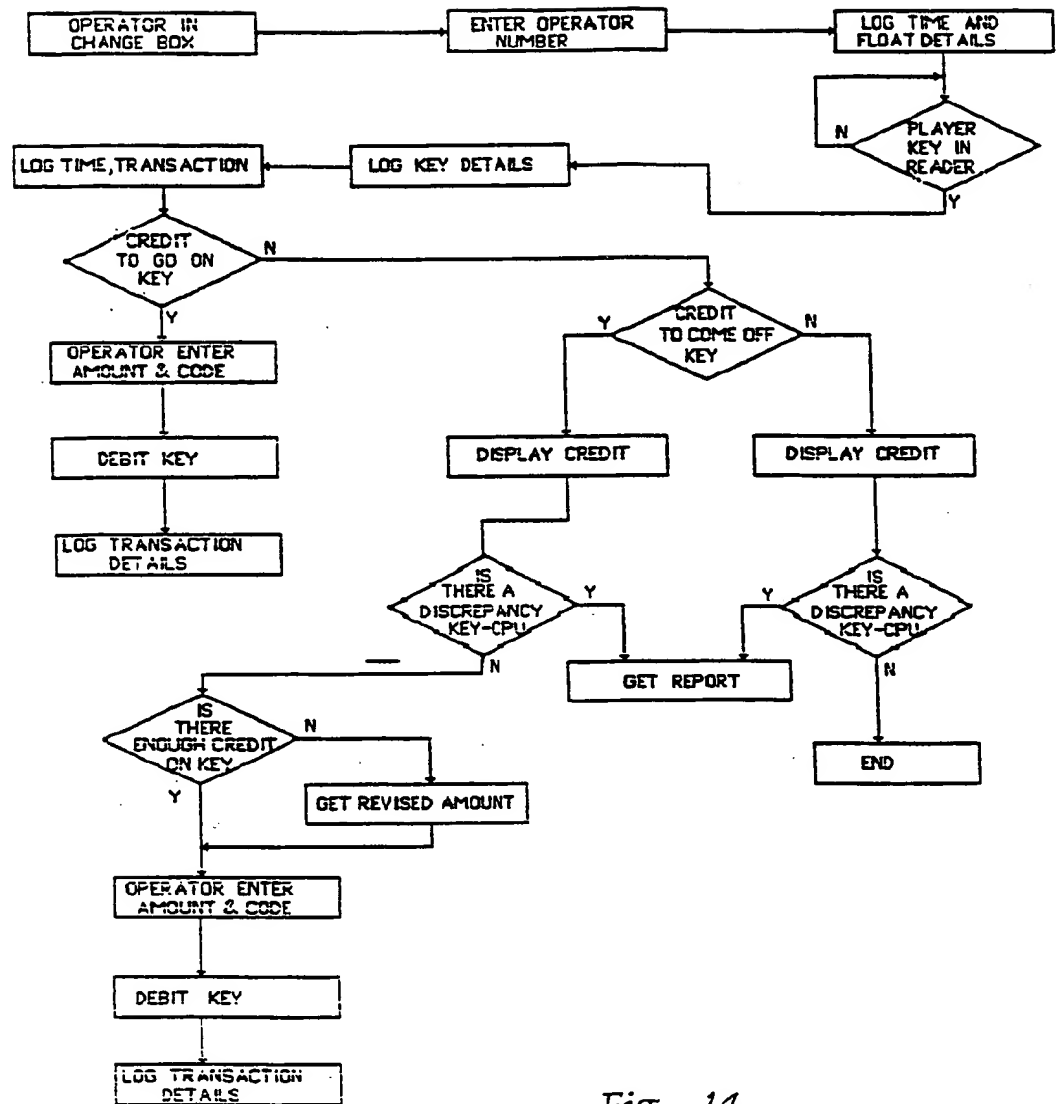 OPERATOR IN
CHANGE BOX
ENTER OPERATOR
NUMBER
LOG TIME AND
FLOAT DETAILS
N
PLAYER
KEY IN
READER
Y
LOG TIME, TRANSACTION
LOG KEY DETAILS
CREDIT
TO GO ON
KEY
N
Y
CREDIT
TO COME OFF
KEY
Y
N
OPERATOR ENTER
AMOUNT & CODE
DEBIT KEY
LOG TRANSACTION
DETAILS
DISPLAY CREDIT
DISPLAY CREDIT
IS
THERE A
DISCREPANCY
KEY-CPU
Y
N
IS
THERE A
DISCREPANCY
KEY-CPU
Y
N
GET REPORT
END
IS
THERE
ENOUGH CREDIT
ON KEY
N
Y
GET REVISED AMOUNT
OPERATOR ENTER
AMOUNT & CODE
DEBIT KEY
LOG TRANSACTION
DETAILS